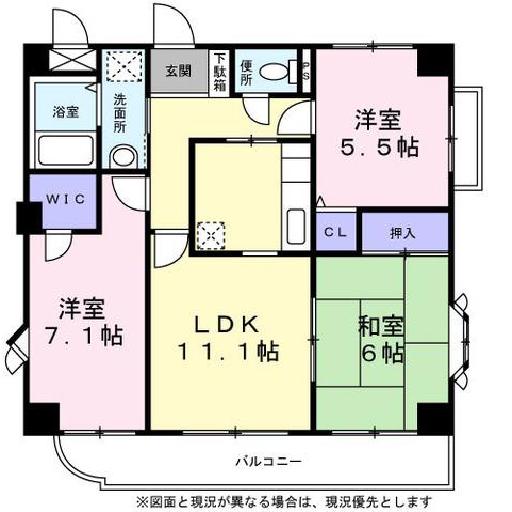 玄関
下駄箱
便所
PS
浴室
洗面所
洋室
5.5帖
WIC
CL
押入
洋室
7.1帖
LDK
11.1帖
和室
6帖
バルコニー
※図面と現況が異なる場合は、現況優先とします